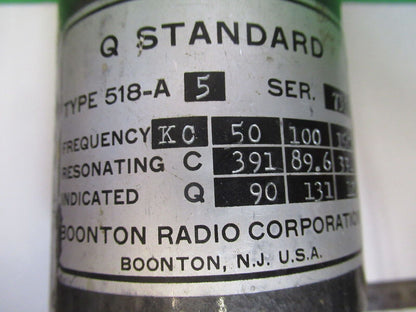 Q STANDARD
TYPE 518-A 5 SER.
FREQUENCY KC 50 100
RESONATING C 391 89.6
INDICATED Q 90 131
BOONTON RADIO CORPORATION
BOONTON, N.J. U.S.A.